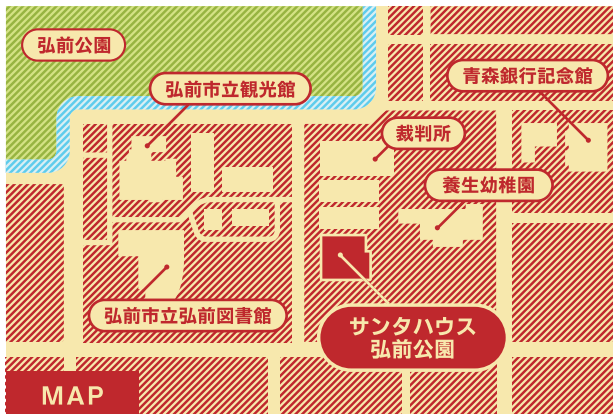 弘前公園
弘前市立観光館
青森銀行記念館
裁判所
養生幼稚園
弘前市立弘前図書館
サンタハウス
弘前公園
MAP